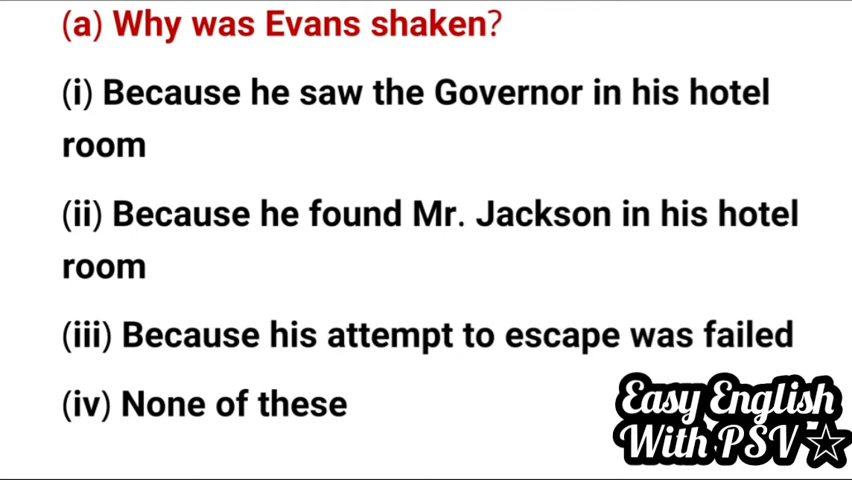 (a) Why was Evans shaken?
(i) Because he saw the Governor in his hotel
room
(ii) Because he found Mr. Jackson in his hotel
room
(iii) Because his attempt to escape was failed
(iv) None of these
Easy English
With PSV☆